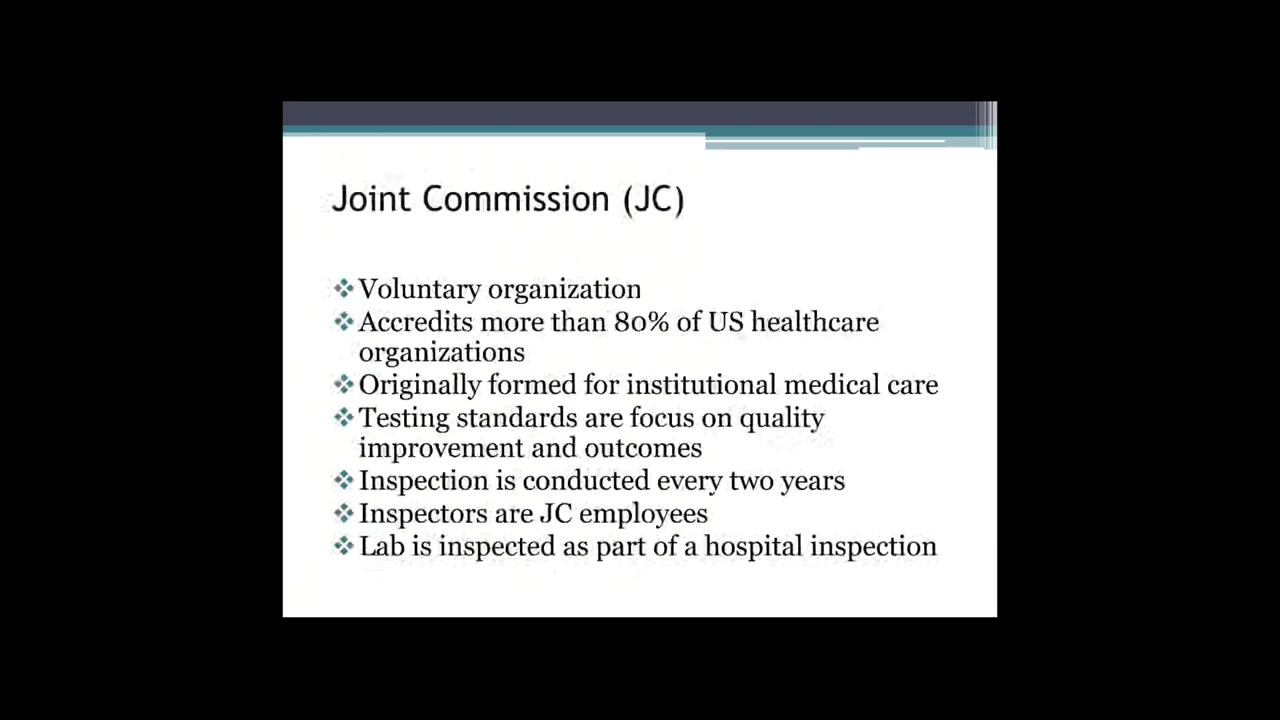 Joint Commission (JC)
Voluntary organization
Accredits more than 80% of US healthcare
organizations
Originally formed for institutional medical care
Testing standards are focus on quality
improvement and outcomes
Inspection is conducted every two years
Inspectors are JC employees
Lab is inspected as part of a hospital inspection